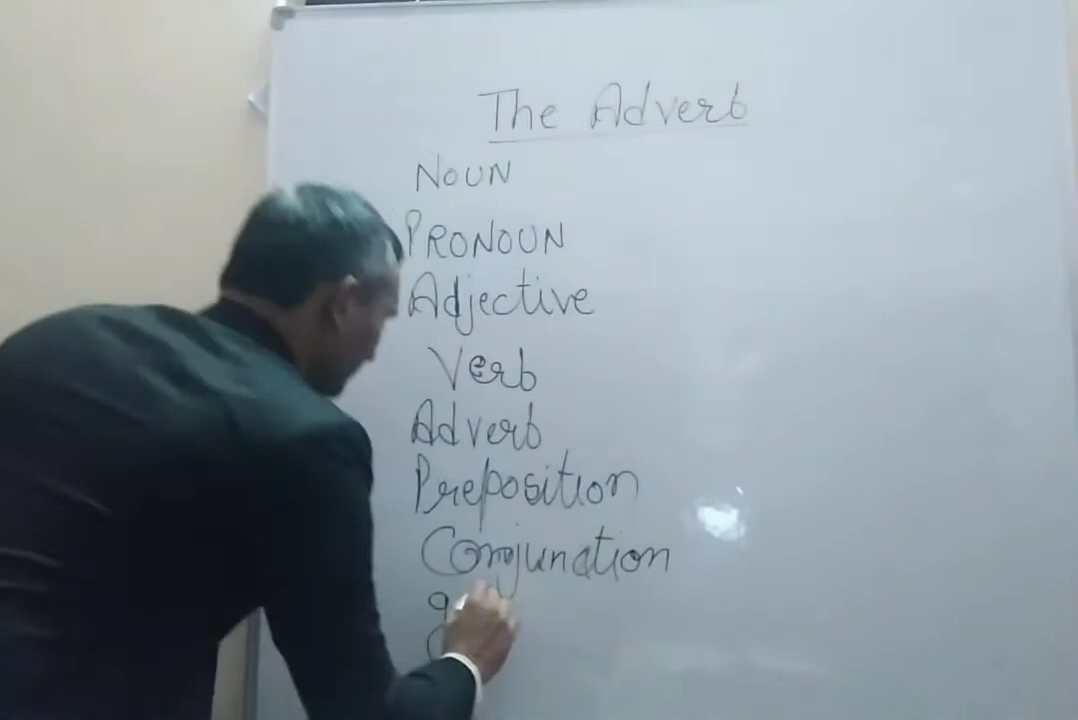 The Adverb
NOUN
PRONOUN
Adjective
Verb
Adverb
Preposition
Conjunction